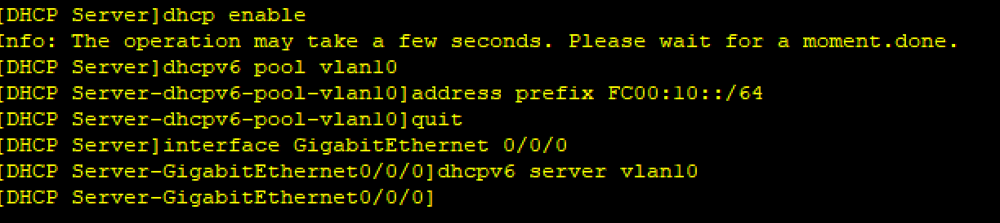 [DHCP Server]dhcp enable
Info: The operation may take a few seconds. Please wait for a moment.done.
[DHCP Server]dhcpv6 pool vlan10
[DHCP Server-dhcpv6-pool-vlan10]address prefix FC00:10::/64
[DHCP Server-dhcpv6-pool-vlan10]quit
[DHCP Server]interface GigabitEthernet 0/0/0
[DHCP Server-GigabitEthernet0/0/0]dhcpv6 server vlan10
[DHCP Server-GigabitEthernet0/0/0]